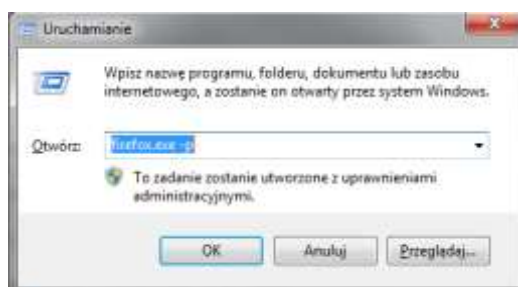 Uruchamianie
Wpisz nazwę programu, folderu, dokumentu lub zasobu
internetowego, a zostanie on otwarty przez system Windows.
Otwórz:
firefox.exe -p
To zadanie zostanie utworzone z uprawnieniami
administracyjnymi.
OK
Anuluj
Przeglądaj...